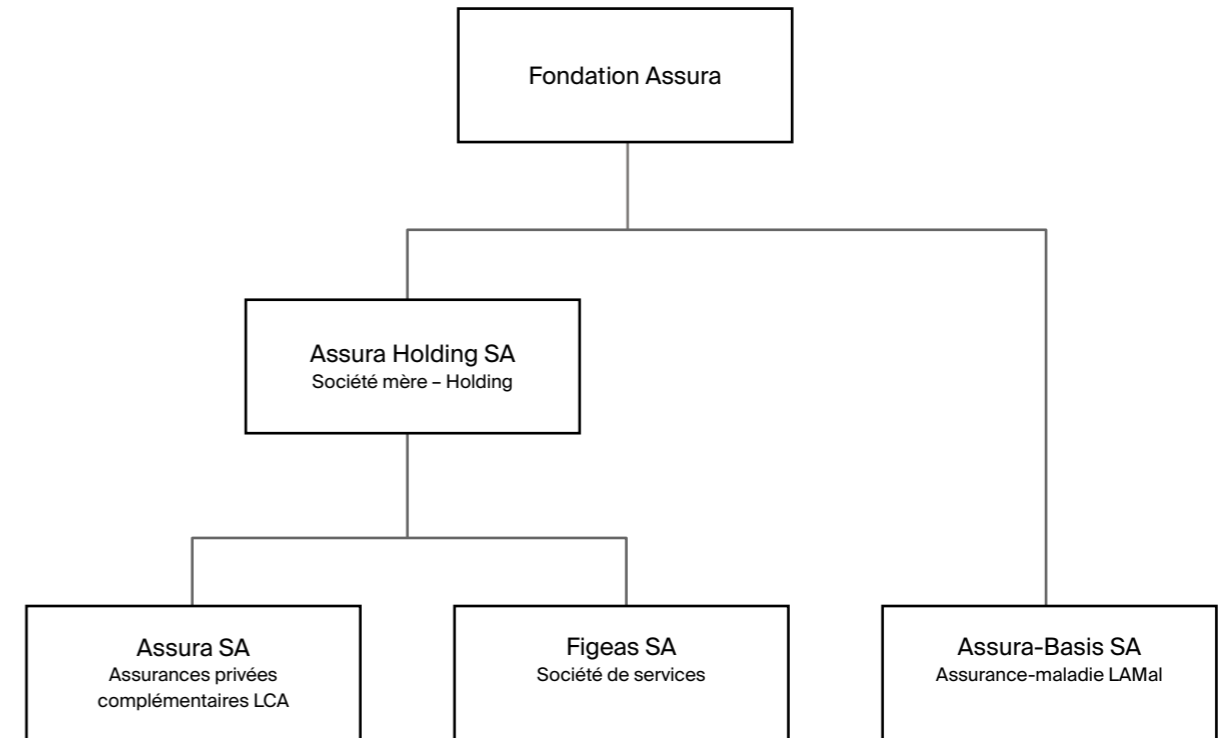 Fondation Assura
Assura Holding SA
Société mère – Holding
Assura SA
Assurances privées
complémentaires LCA
Figeas SA
Société de services
Assura-Basis SA
Assurance-maladie LAMal